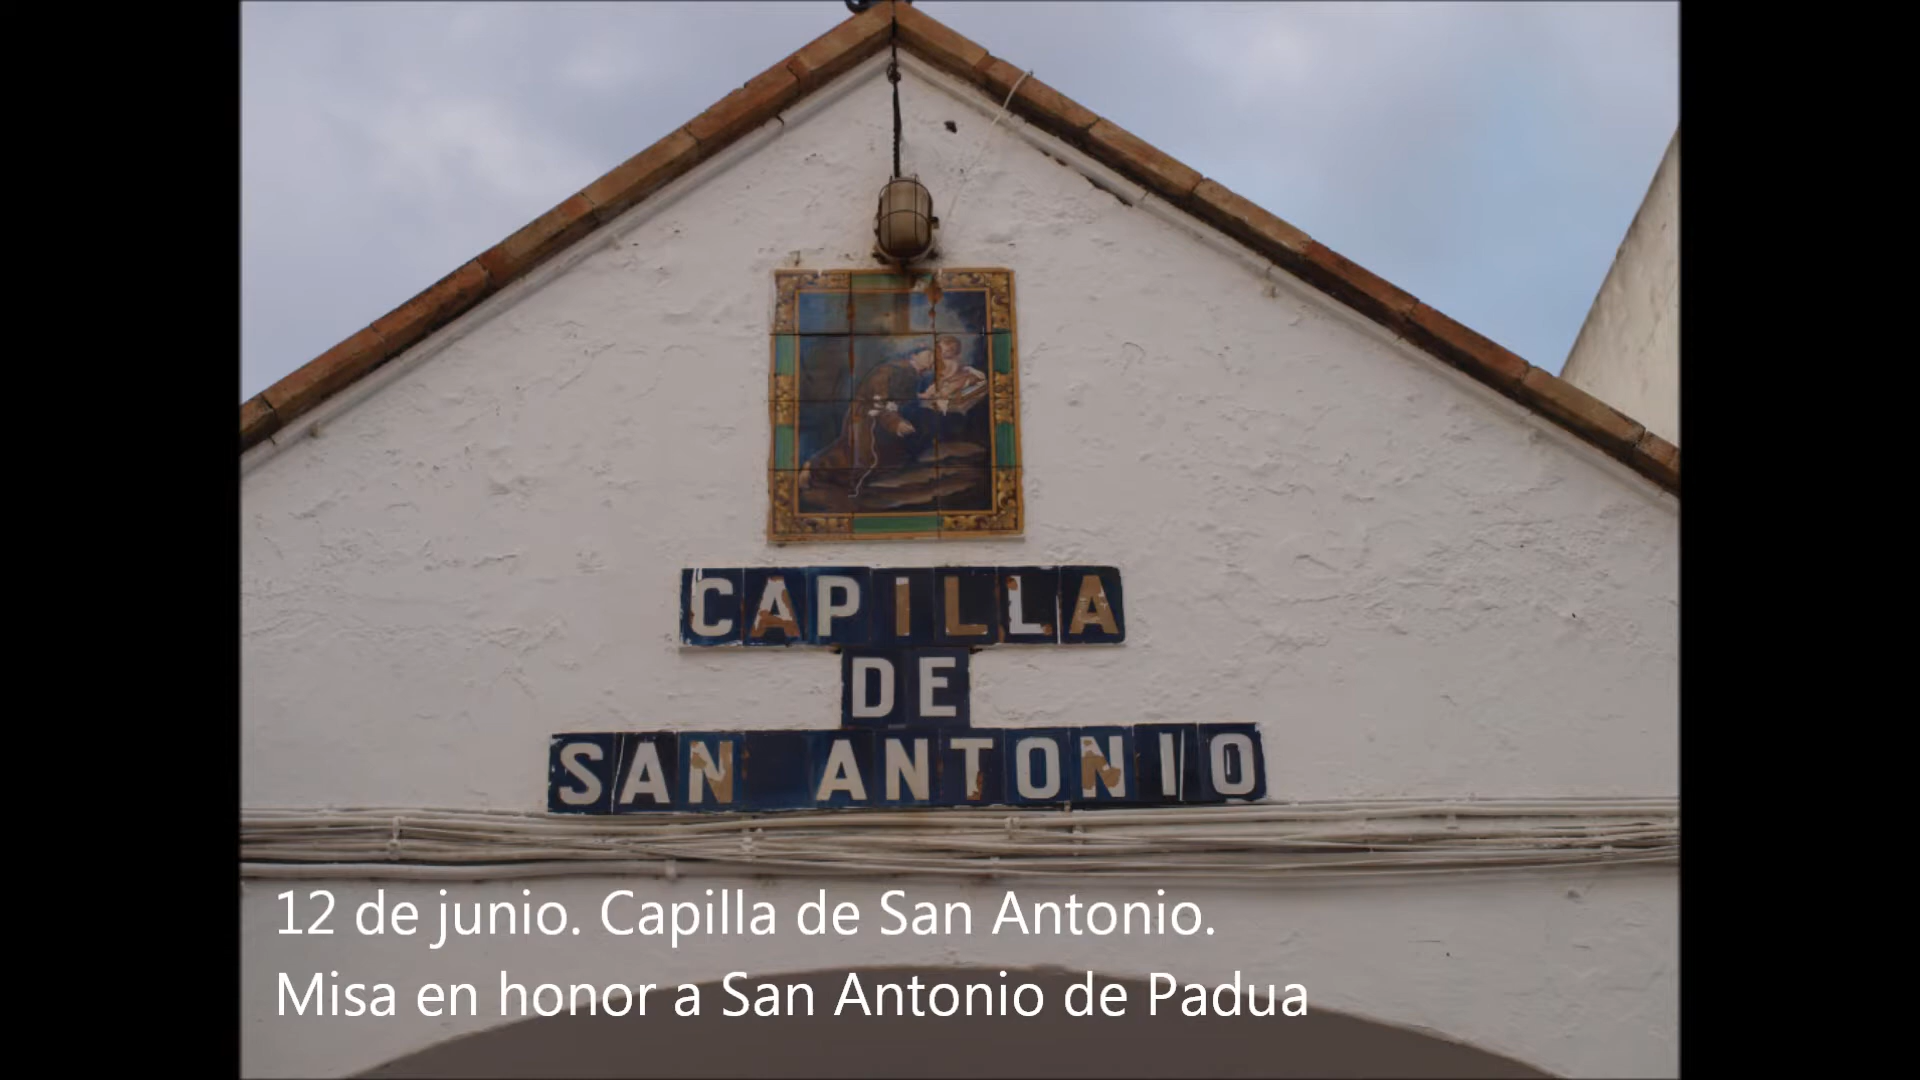 CAPILLA
DE
SAN ANTONIO
12 de junio. Capilla de San Antonio.
Misa en honor a San Antonio de Padua